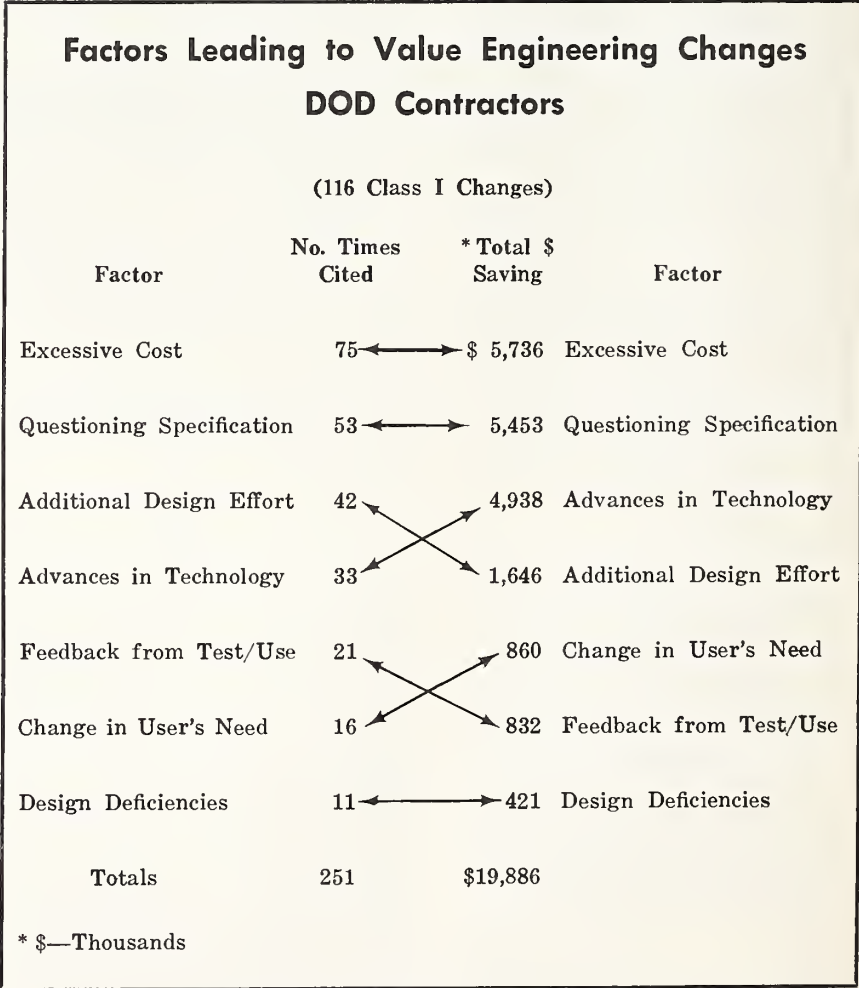 Factors Leading to Value Engineering Changes
DOD Contractors
(116 Class I Changes)
No. Times * Total $
Factor Cited Saving Factor
Excessive Cost 75 $ 5,736 Excessive Cost
Questioning Specification 53 5,453 Questioning Specification
Additional Design Effort 42 4,938 Advances in Technology
Advances in Technology 33 1,646 Additional Design Effort
Feedback from Test/Use 21 860 Change in User's Need
Change in User's Need 16 832 Feedback from Test/Use
Design Deficiencies 11 421 Design Deficiencies
Totals 251 $19,886
* $—Thousands